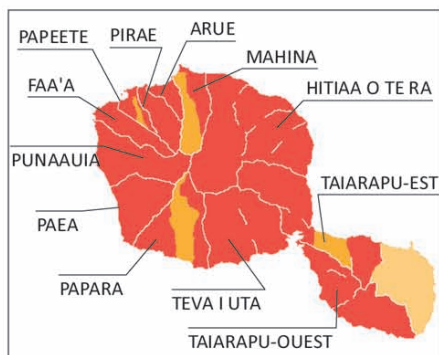 PAPEETE
PIRAE
ARUE
MAHINA
FAA'A
HITIAA O TE RA
PUNAAUIA
TAIARAPU-EST
PAEA
PAPARA
TEVA I UTA
TAIARAPU-OUEST